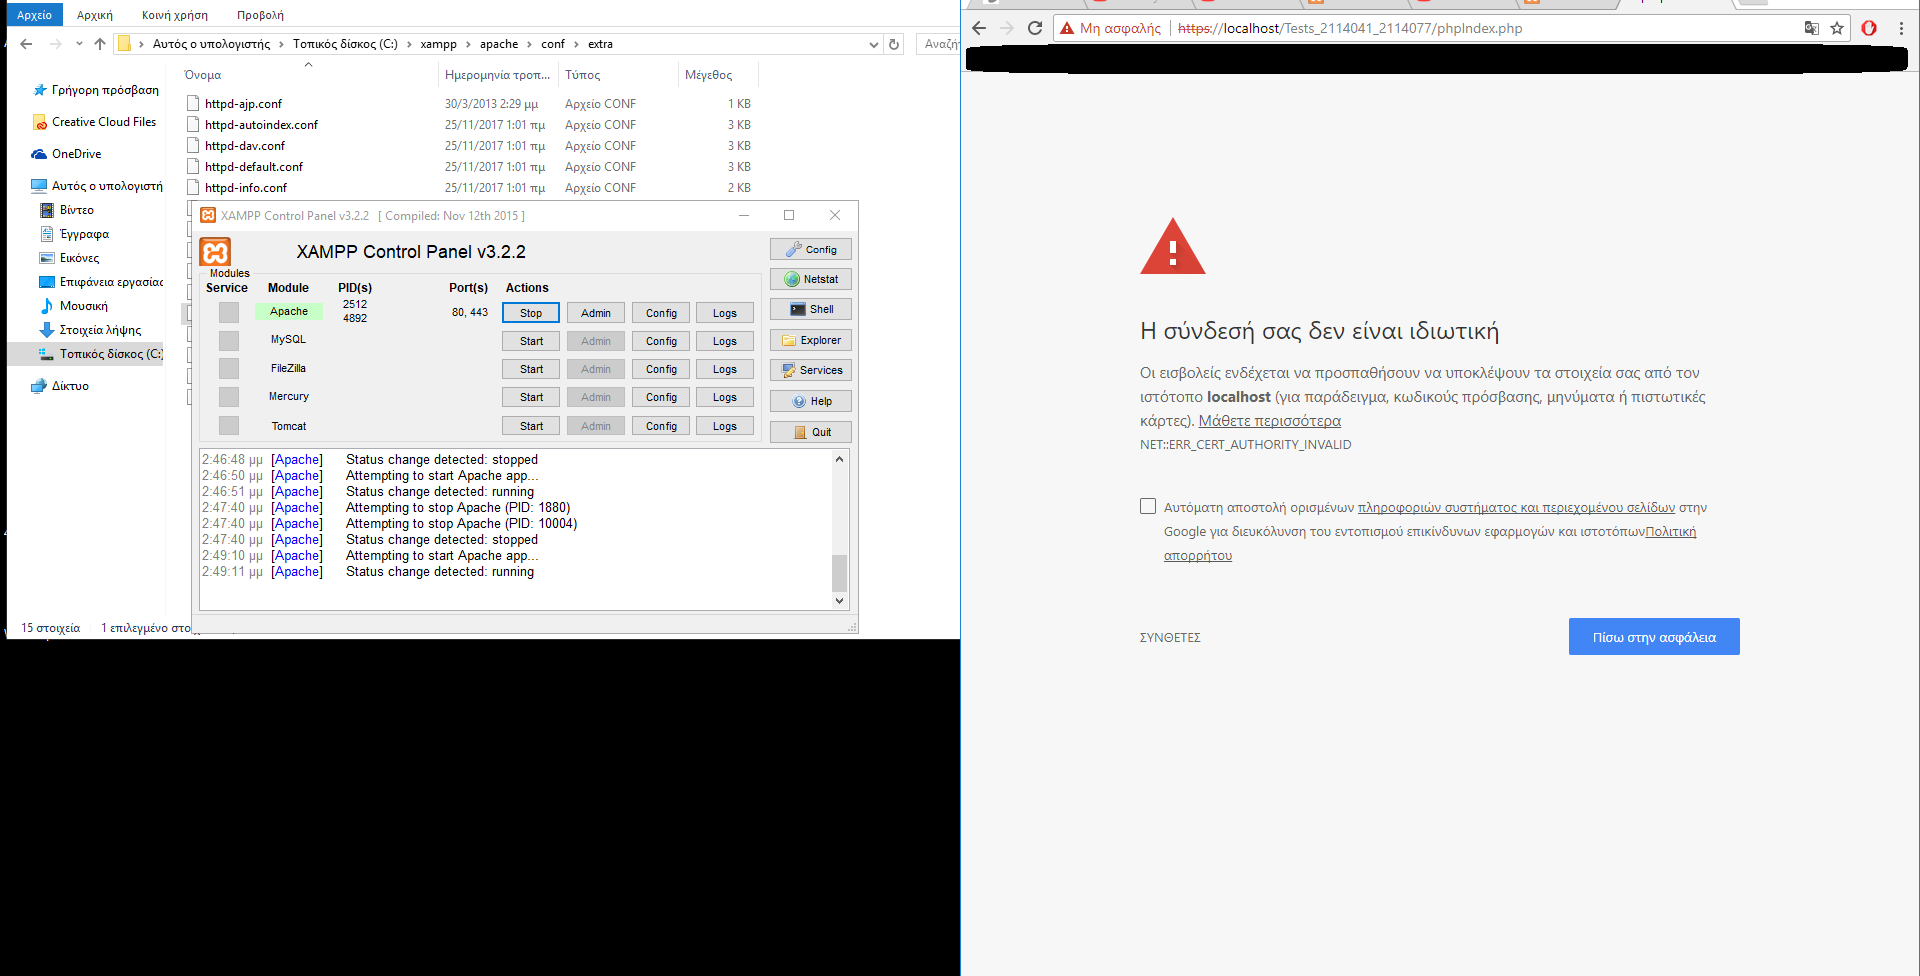 Αρχείο Αρχική Κοινή χρήση Προβολή
Αυτός ο υπολογιστής > Τοπικός δίσκος (C:) > xampp > apache > conf > extra
Όνομα Ημερομηνία τροπ... Τύπος Μέγεθος
httpd-ajp.conf 30/3/2013 2:29 μμ Αρχείο CONF 1 KB
httpd-autoindex.conf 25/11/2017 1:01 πμ Αρχείο CONF 3 KB
httpd-dav.conf 25/11/2017 1:01 πμ Αρχείο CONF 3 KB
httpd-default.conf 25/11/2017 1:01 πμ Αρχείο CONF 3 KB
httpd-info.conf 25/11/2017 1:01 πμ Αρχείο CONF 2 KB
Γρήγορη πρόσβαση
Creative Cloud Files
OneDrive
Αυτός ο υπολογιστή
Βίντεο
Έγγραφα
Εικόνες
Επιφάνεια εργασίας
Μουσική
Στοιχεία λήψης
Τοπικός δίσκος (C:)
Δίκτυο
15 στοιχεία 1 επιλεγμένο στο
XAMPP Control Panel v3.2.2 [ Compiled: Nov 12th 2015 ]
XAMPP Control Panel v3.2.2
Modules
Service Module PID(s) Port(s) Actions
Apache 2512 4892 80, 443 Stop Admin Config Logs
MySQL Start Admin Config Logs
FileZilla Start Admin Config Logs
Mercury Start Admin Config Logs
Tomcat Start Admin Config Logs
Config
Netstat
Shell
Explorer
Services
Help
Quit
2:46:48 μμ [Apache] Status change detected: stopped
2:46:50 μμ [Apache] Attempting to start Apache app...
2:46:51 μμ [Apache] Status change detected: running
2:47:40 μμ [Apache] Attempting to stop Apache (PID: 1880)
2:47:40 μμ [Apache] Attempting to stop Apache (PID: 10004)
2:47:40 μμ [Apache] Status change detected: stopped
2:49:10 μμ [Apache] Attempting to start Apache app...
2:49:11 μμ [Apache] Status change detected: running
Μη ασφαλής | https://localhost/Tests_2114041_2114077/phpIndex.php
Η σύνδεσή σας δεν είναι ιδιωτική
Οι εισβολείς ενδέχεται να προσπαθήσουν να υποκλέψουν τα στοιχεία σας από τον
ιστότοπο localhost (για παράδειγμα, κωδικούς πρόσβασης, μηνύματα ή πιστωτικές
κάρτες). Μάθετε περισσότερα
NET::ERR_CERT_AUTHORITY_INVALID
Αυτόματη αποστολή ορισμένων πληροφοριών συστήματος και περιεχομένου σελίδων στην
Google για διευκόλυνση του εντοπισμού επικίνδυνων εφαρμογών και ιστοτόπωνΠολιτική
απορρήτου
ΣΥΝΘΕΤΕΣ
Πίσω στην ασφάλεια